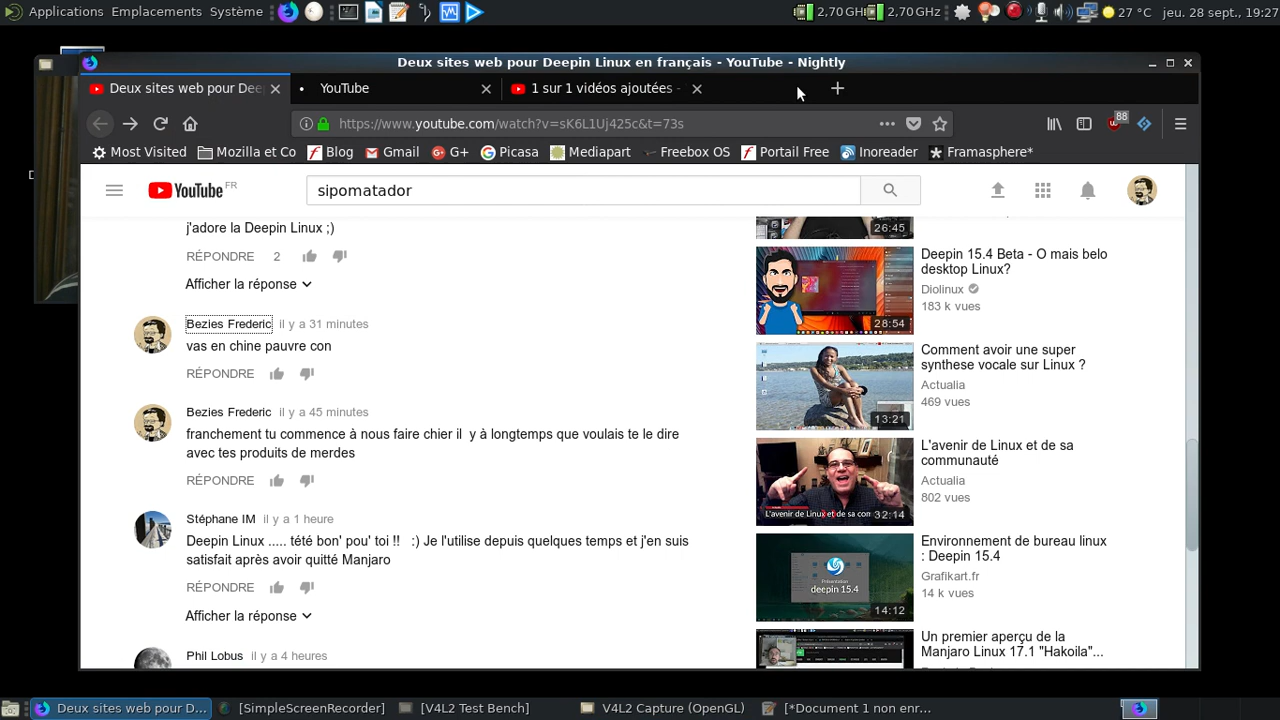 Applications Emplacements Système 2,70 GH 2,70 GHz 27 °C jeu. 28 sept., 19:27
Deux sites web pour Deepin Linux en français - YouTube - Nightly
Deux sites web pour Dee YouTube 1 sur 1 vidéos ajoutées -
https://www.youtube.com/watch?v=sK6L1Uj425c&t=73s 88
Most Visited Mozilla et Co Blog Gmail G+ Picasa Mediapart Freebox OS Portail Free Inoreader Framasphere*
YouTube FR sipomatador
j'adore la Deepin Linux ;)
RÉPONDRE 2
Afficher la réponse
Bezies Frederic il y a 31 minutes
vas en chine pauvre con
RÉPONDRE
Bezies Frederic il y a 45 minutes
franchement tu commence à nous faire chier il y à longtemps que voulais te le dire
avec tes produits de merdes
RÉPONDRE
Stéphane IM il y a 1 heure
Deepin Linux ..... tété bon' pou' toi !! :) Je l'utilise depuis quelques temps et j'en suis
satisfait après avoir quitté Manjaro
RÉPONDRE
Afficher la réponse
Lobus il y a 4 heures
26:45
Deepin 15.4 Beta - O mais belo
desktop Linux?
Diolinux
183 k vues
28:54
Comment avoir une super
synthese vocale sur Linux ?
Actualia
469 vues
13:21
L'avenir de Linux et de sa
communauté
Actualia
802 vues
L'avenir de Linux et de sa com
32:14
Environnement de bureau linux
: Deepin 15.4
Grafikart.fr
14 k vues
Présentation
deepin 15.4
14:12
Un premier aperçu de la
Manjaro Linux 17.1 "Hakoila"...
Deux sites web pour D... [SimpleScreenRecorder] [V4L2 Test Bench] V4L2 Capture (OpenGL) [*Document 1 non enr...